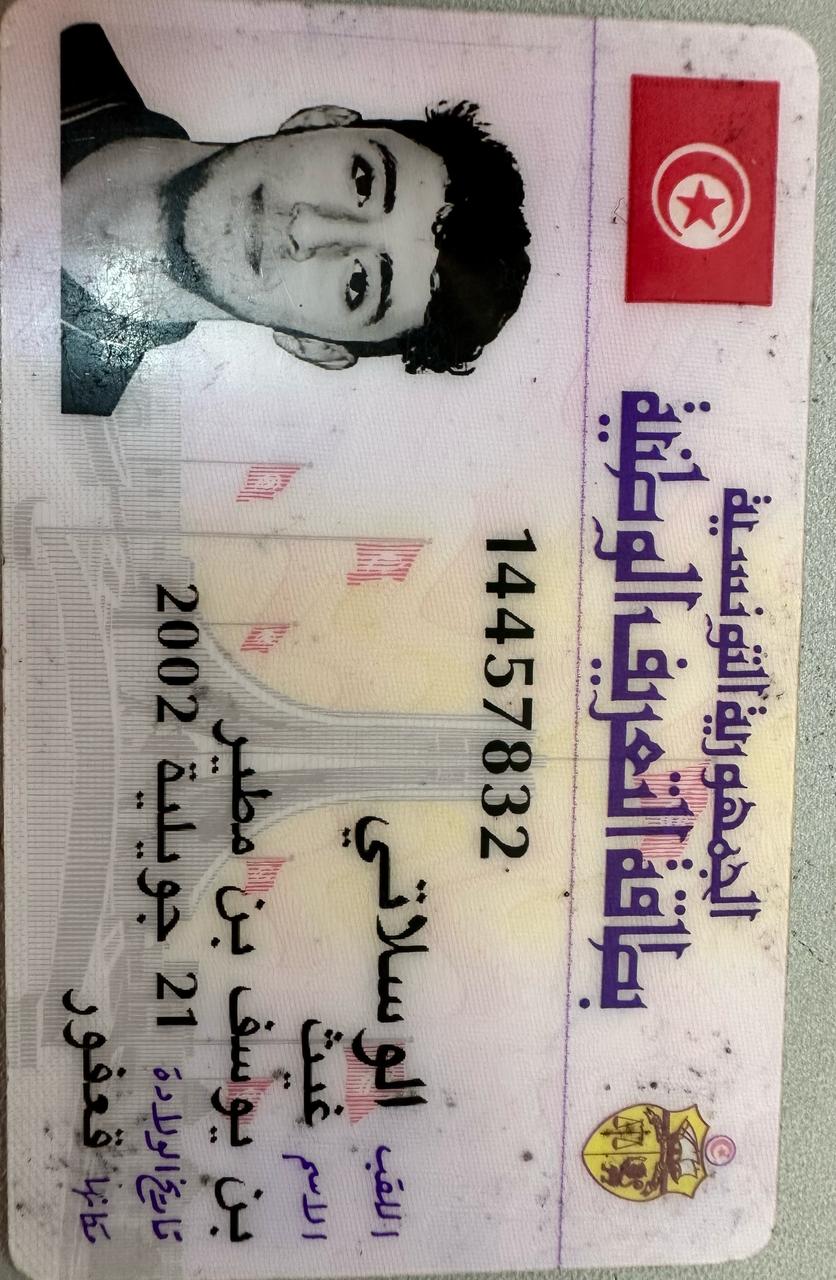 الجمهورية التونسية
بطاقة التعريف الوطنية
14457832
اللقب الوسلاتي
الاسم غيث
بن يوسف بن مطير
تاريخ الولادة 21 جويلية 2002
مكانها قعفور